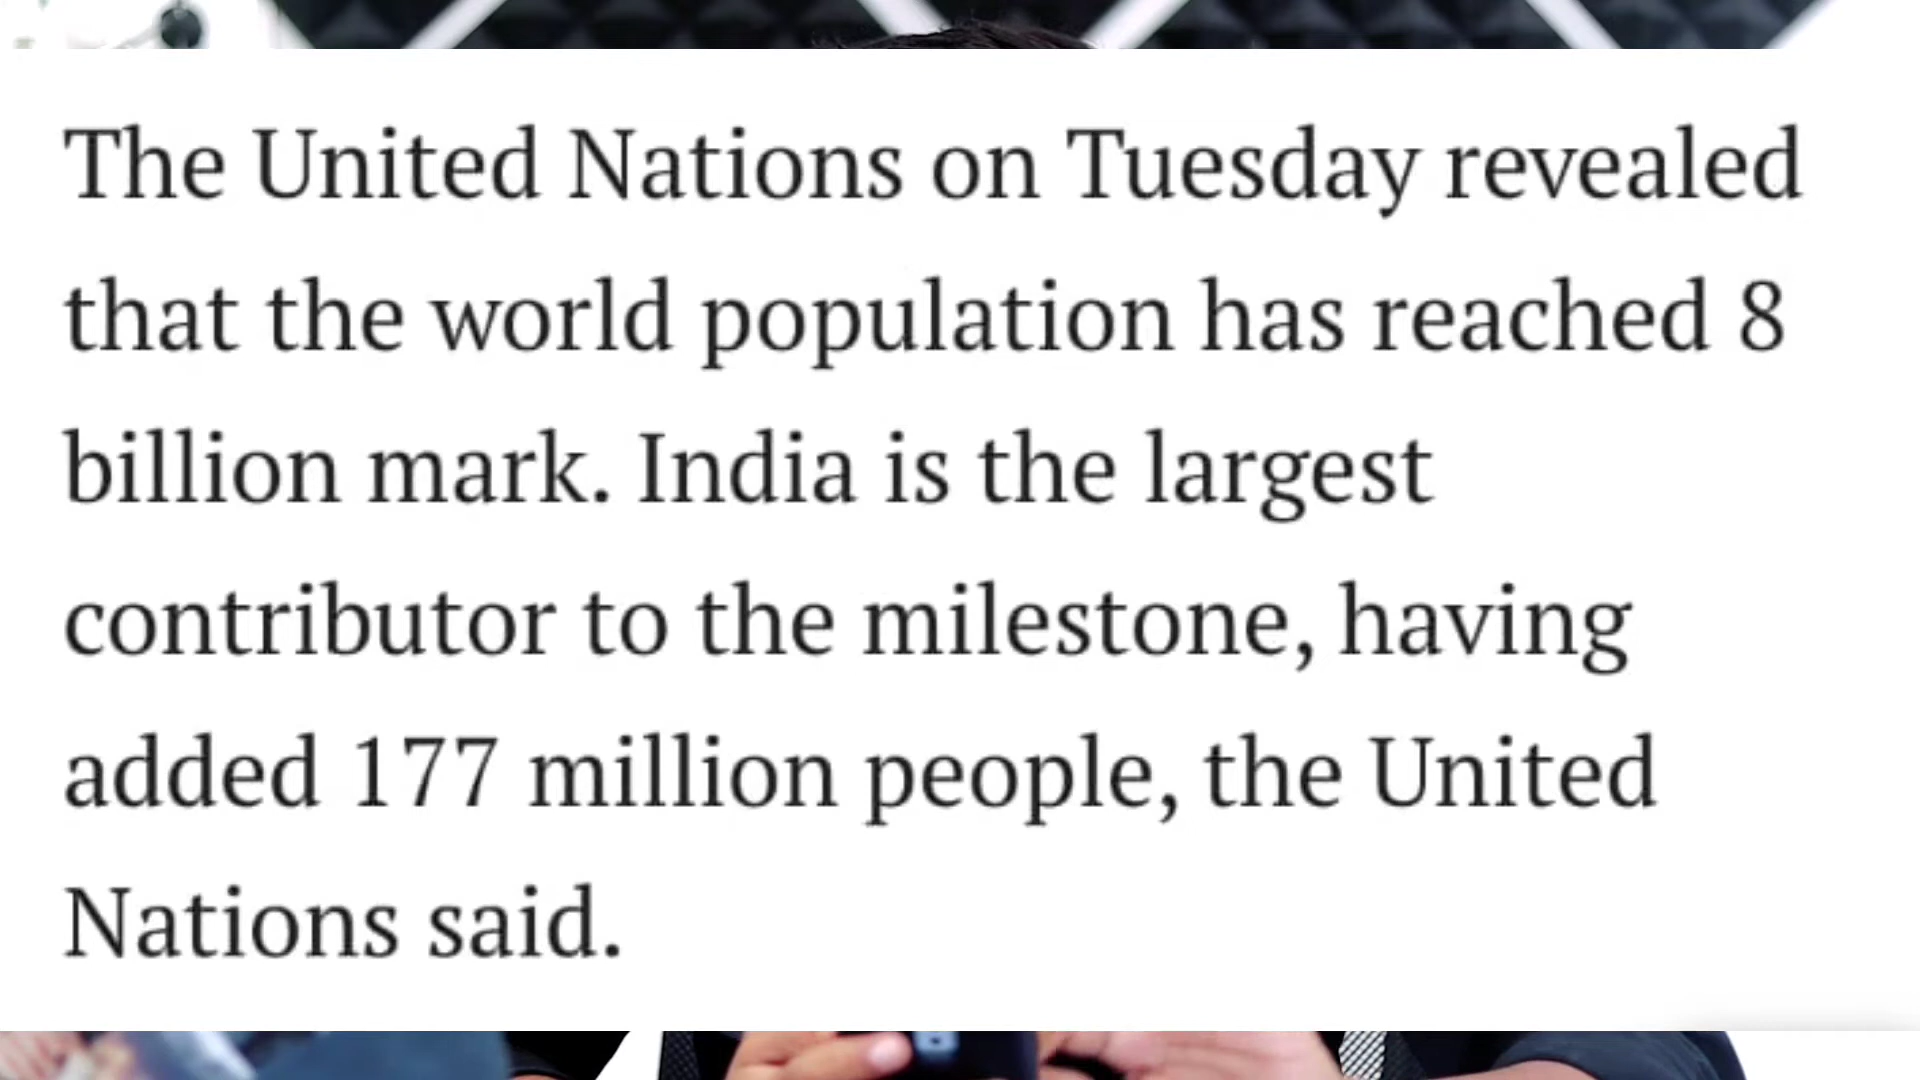 The United Nations on Tuesday revealed
that the world population has reached 8
billion mark. India is the largest
contributor to the milestone, having
added 177 million people, the United
Nations said.